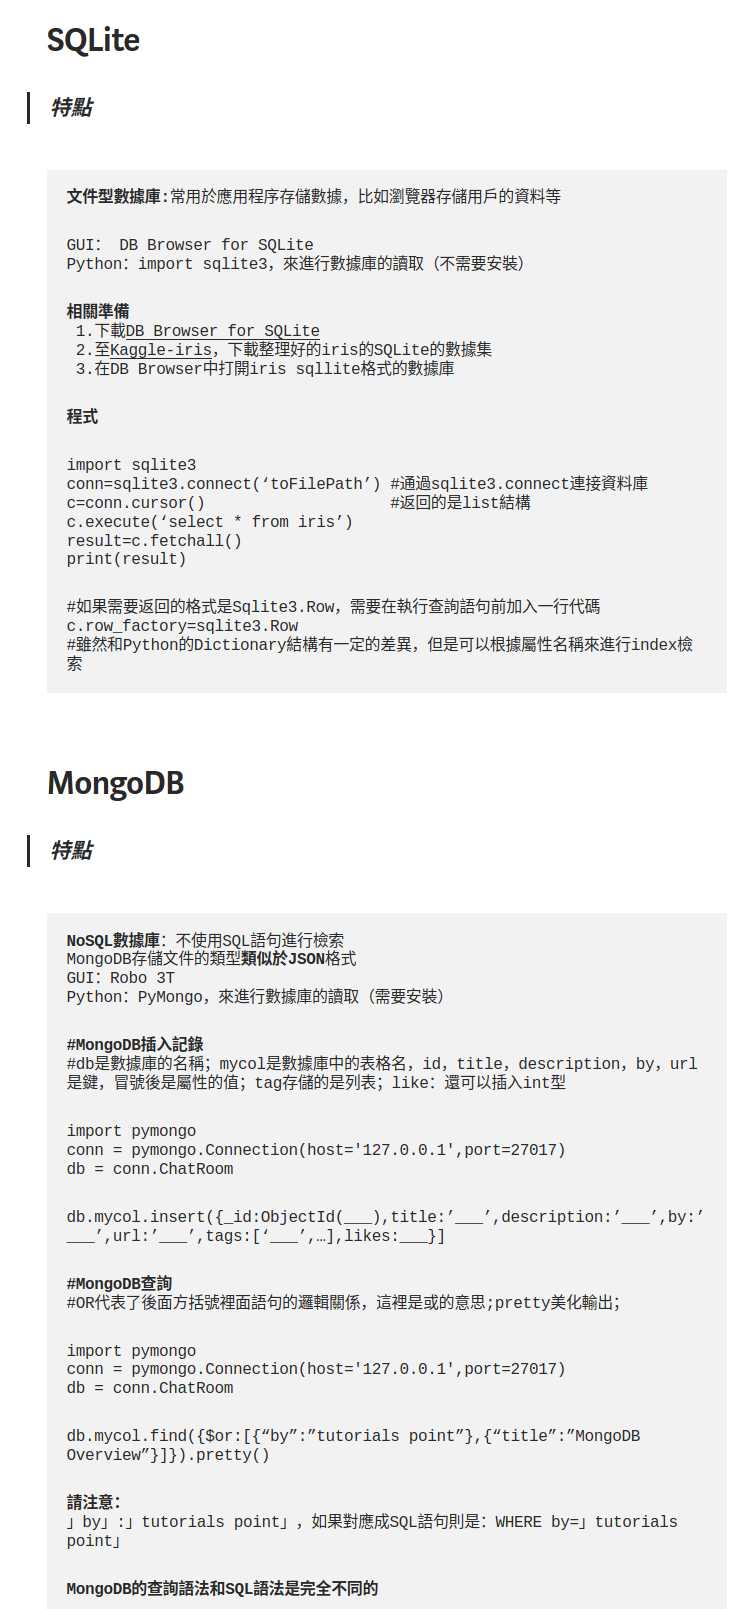 SQLite
特點
文件型數據庫:常用於應用程序存儲數據，比如瀏覽器存儲用戶的資料等
GUI： DB Browser for SQLite
Python：import sqlite3，來進行數據庫的讀取（不需要安裝）
相關準備
1.下載DB Browser for SQLite
2.至Kaggle-iris，下載整理好的iris的SQLite的數據集
3.在DB Browser中打開iris sqllite格式的數據庫
程式
import sqlite3
conn=sqlite3.connect(‘toFilePath’) #通過sqlite3.connect連接資料庫
c=conn.cursor()                    #返回的是list結構
c.execute(‘select * from iris’)
result=c.fetchall()
print(result)
#如果需要返回的格式是Sqlite3.Row，需要在執行查詢語句前加入一行代碼
c.row_factory=sqlite3.Row
#雖然和Python的Dictionary結構有一定的差異，但是可以根據屬性名稱來進行index檢
索
MongoDB
特點
NoSQL數據庫：不使用SQL語句進行檢索
MongoDB存儲文件的類型類似於JSON格式
GUI：Robo 3T
Python：PyMongo，來進行數據庫的讀取（需要安裝）
#MongoDB插入記錄
#db是數據庫的名稱；mycol是數據庫中的表格名，id，title，description，by，url
是鍵，冒號後是屬性的值；tag存儲的是列表；like：還可以插入int型
import pymongo
conn = pymongo.Connection(host='127.0.0.1',port=27017)
db = conn.ChatRoom
db.mycol.insert({_id:ObjectId(___),title:’___’,description:’___’,by:’
___’,url:’___’,tags:[‘___’,…],likes:___}]
#MongoDB查詢
#OR代表了後面方括號裡面語句的邏輯關係，這裡是或的意思;pretty美化輸出；
import pymongo
conn = pymongo.Connection(host='127.0.0.1',port=27017)
db = conn.ChatRoom
db.mycol.find({$or:[{“by”:”tutorials point”},{“title”:”MongoDB
Overview”}]}).pretty()
請注意：
」by」:」tutorials point」，如果對應成SQL語句則是：WHERE by=」tutorials
point」
MongoDB的查詢語法和SQL語法是完全不同的